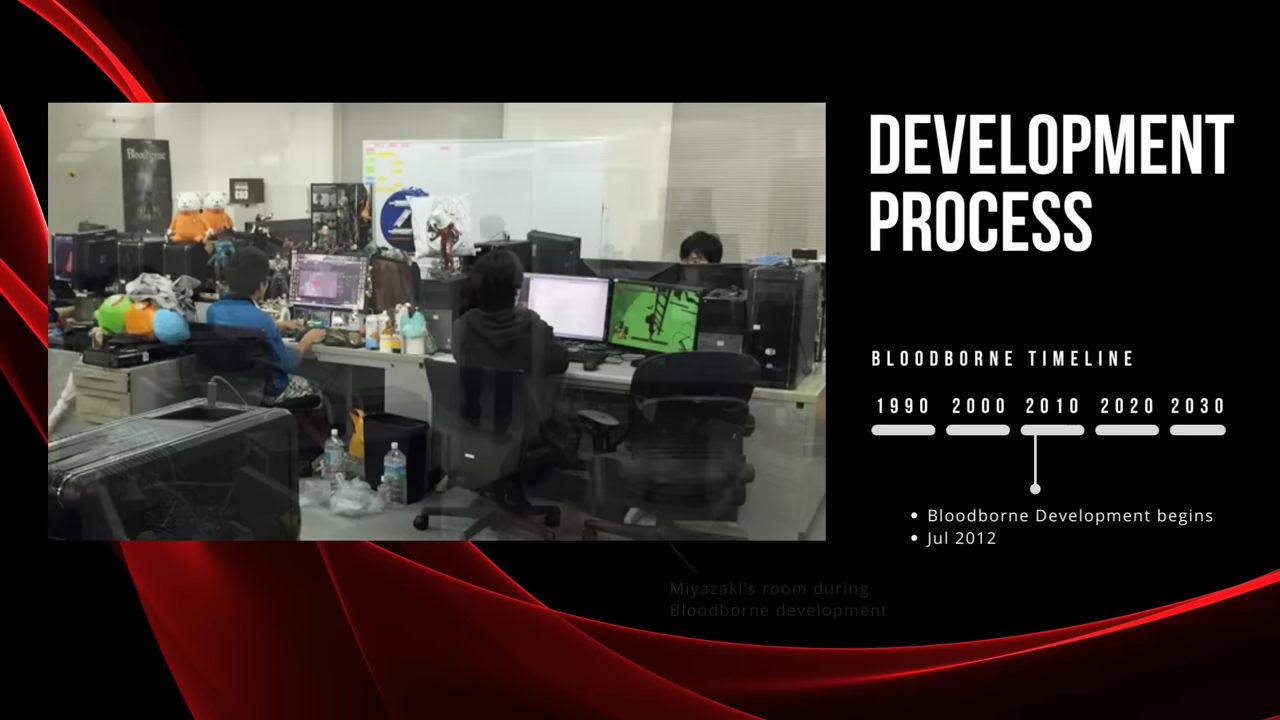 Bloodborne
DEVELOPMENT
PROCESS
BLOODBORNE TIMELINE
1990 2000 2010 2020 2030
• Bloodborne Development begins
• Jul 2012
Miyazaki's room during
Bloodborne development